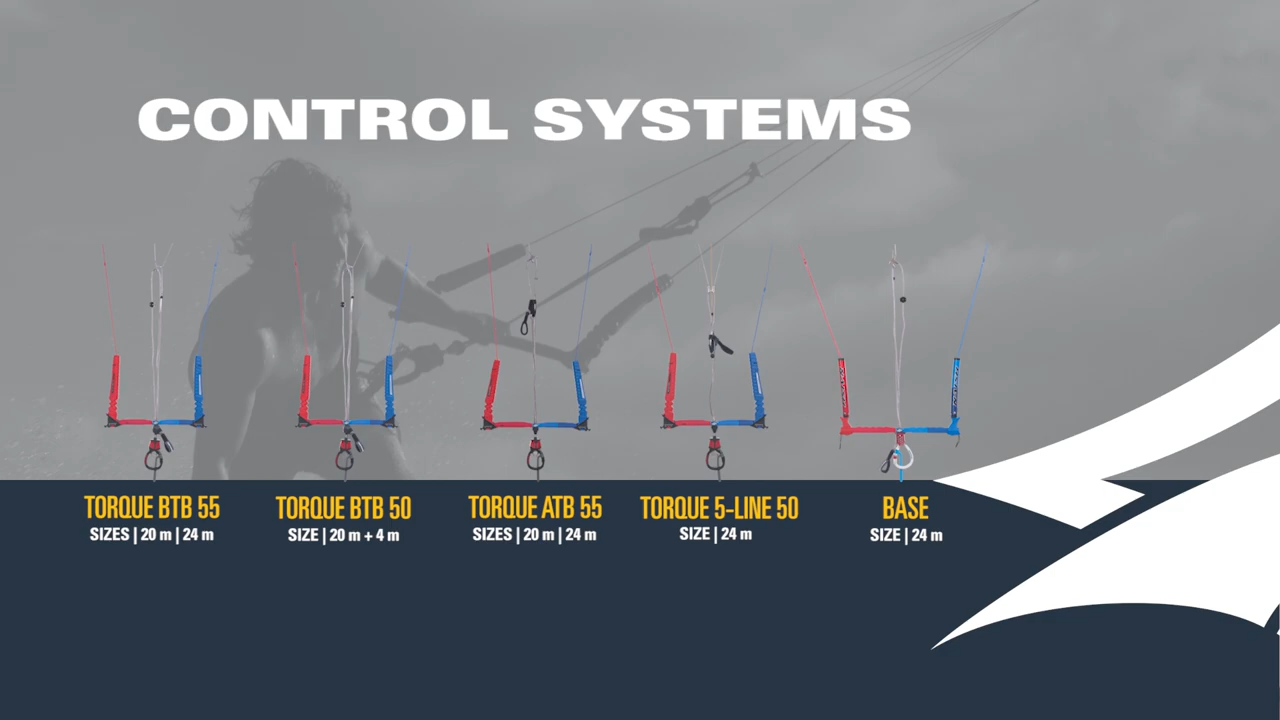 CONTROL SYSTEMS
TORQUE BTB 55
SIZES | 20 m | 24 m
TORQUE BTB 50
SIZE | 20 m + 4 m
TORQUE ATB 55
SIZES | 20 m | 24 m
TORQUE 5-LINE 50
SIZE | 24 m
BASE
SIZE | 24 m